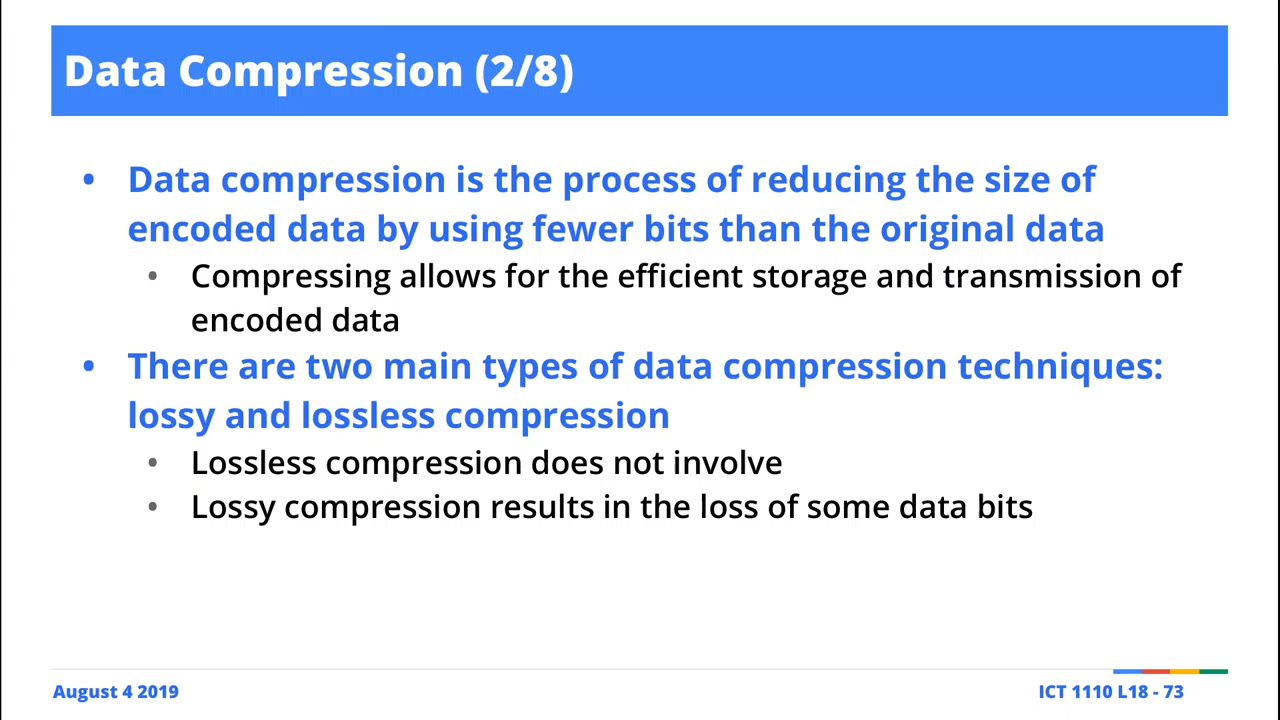 Data Compression (2/8)
• Data compression is the process of reducing the size of
encoded data by using fewer bits than the original data
• Compressing allows for the efficient storage and transmission of
encoded data
• There are two main types of data compression techniques:
lossy and lossless compression
• Lossless compression does not involve
• Lossy compression results in the loss of some data bits
August 4 2019
ICT 1110 L18 - 73